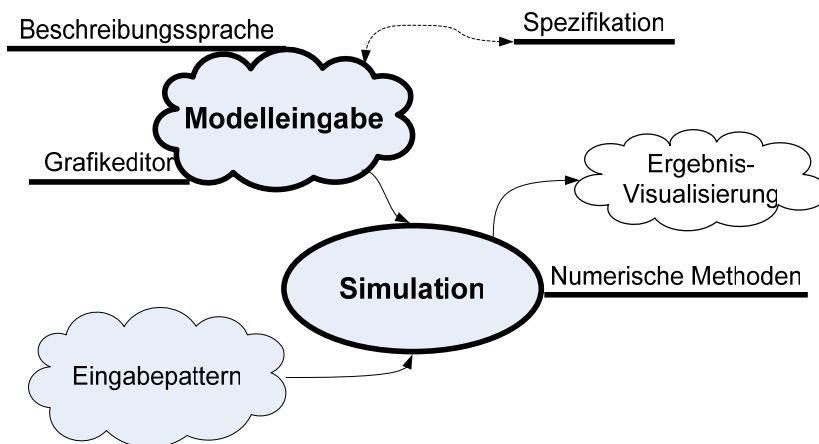 Beschreibungssprache
Spezifikation
Modelleingabe
Grafikeditor
Ergebnis-
Visualisierung
Simulation
Numerische Methoden
Eingabepattern